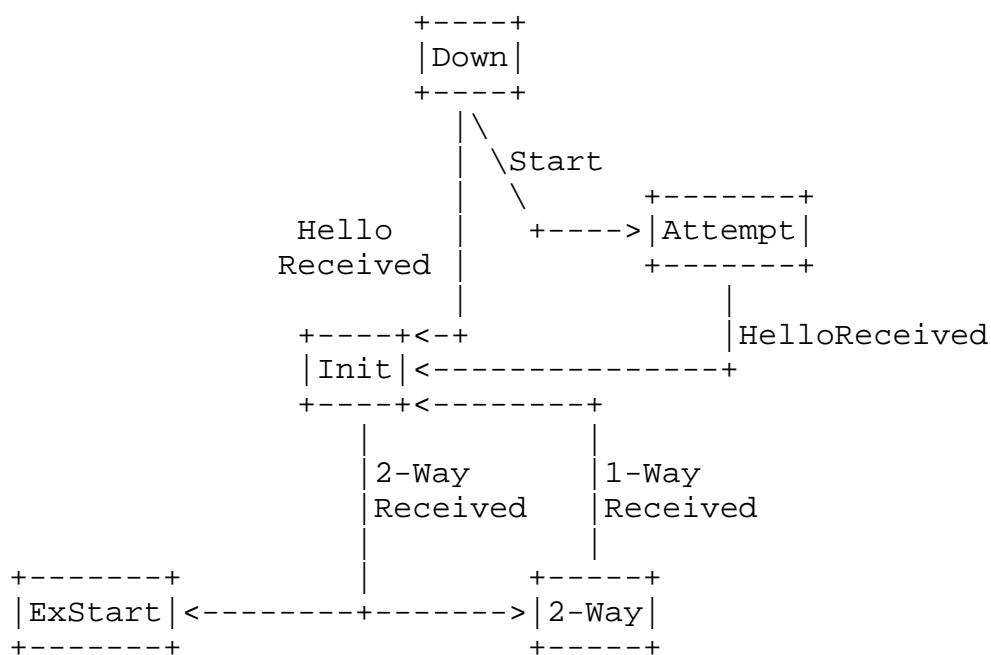 Down
Start
Hello
Attempt
Received
HelloReceived
Init
2-Way
1-Way
Received
Received
ExStart
2-Way